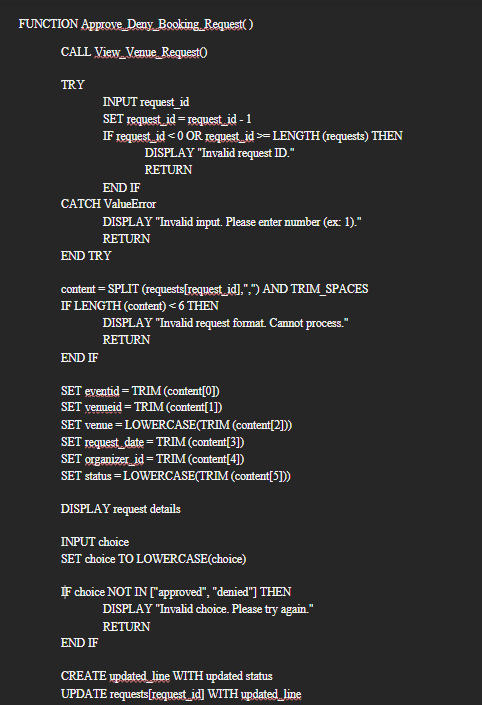 FUNCTION Approve_Deny_Booking_Request( )
CALL View_Venue_Request()
TRY
INPUT request_id
SET request_id = request_id - 1
IF request_id < 0 OR request_id >= LENGTH (requests) THEN
DISPLAY "Invalid request ID."
RETURN
END IF
CATCH ValueError
DISPLAY "Invalid input. Please enter number (ex: 1)."
RETURN
END TRY
content = SPLIT (requests[request_id],",") AND TRIM_SPACES
IF LENGTH (content) < 6 THEN
DISPLAY "Invalid request format. Cannot process."
RETURN
END IF
SET eventid = TRIM (content[0])
SET venueid = TRIM (content[1])
SET venue = LOWERCASE(TRIM (content[2]))
SET request_date = TRIM (content[3])
SET organizer_id = TRIM (content[4])
SET status = LOWERCASE(TRIM (content[5]))
DISPLAY request details
INPUT choice
SET choice TO LOWERCASE(choice)
IF choice NOT IN ["approved", "denied"] THEN
DISPLAY "Invalid choice. Please try again."
RETURN
END IF
CREATE updated_line WITH updated status
UPDATE requests[request_id] WITH updated_line